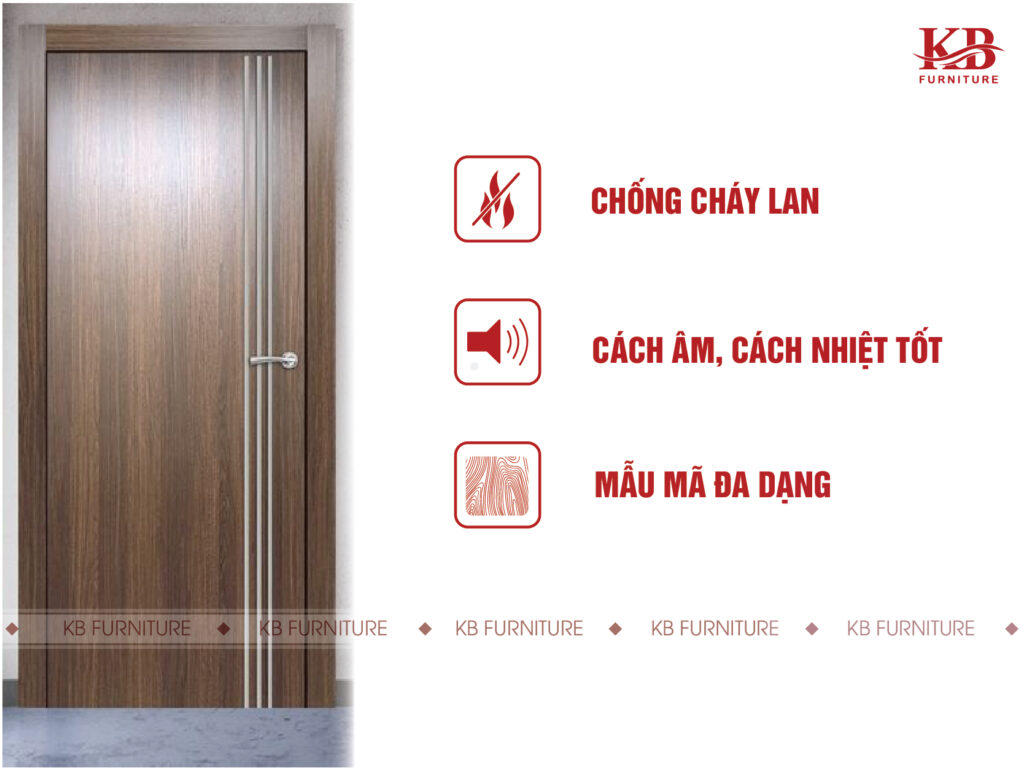 KB
FURNITURE
CHỐNG CHÁY LAN
CÁCH ÂM, CÁCH NHIỆT TỐT
MẪU MÃ ĐA DẠNG
KB FURNITURE KB FURNITURE KB FURNITURE KB FURNITURE KB FURNITURE